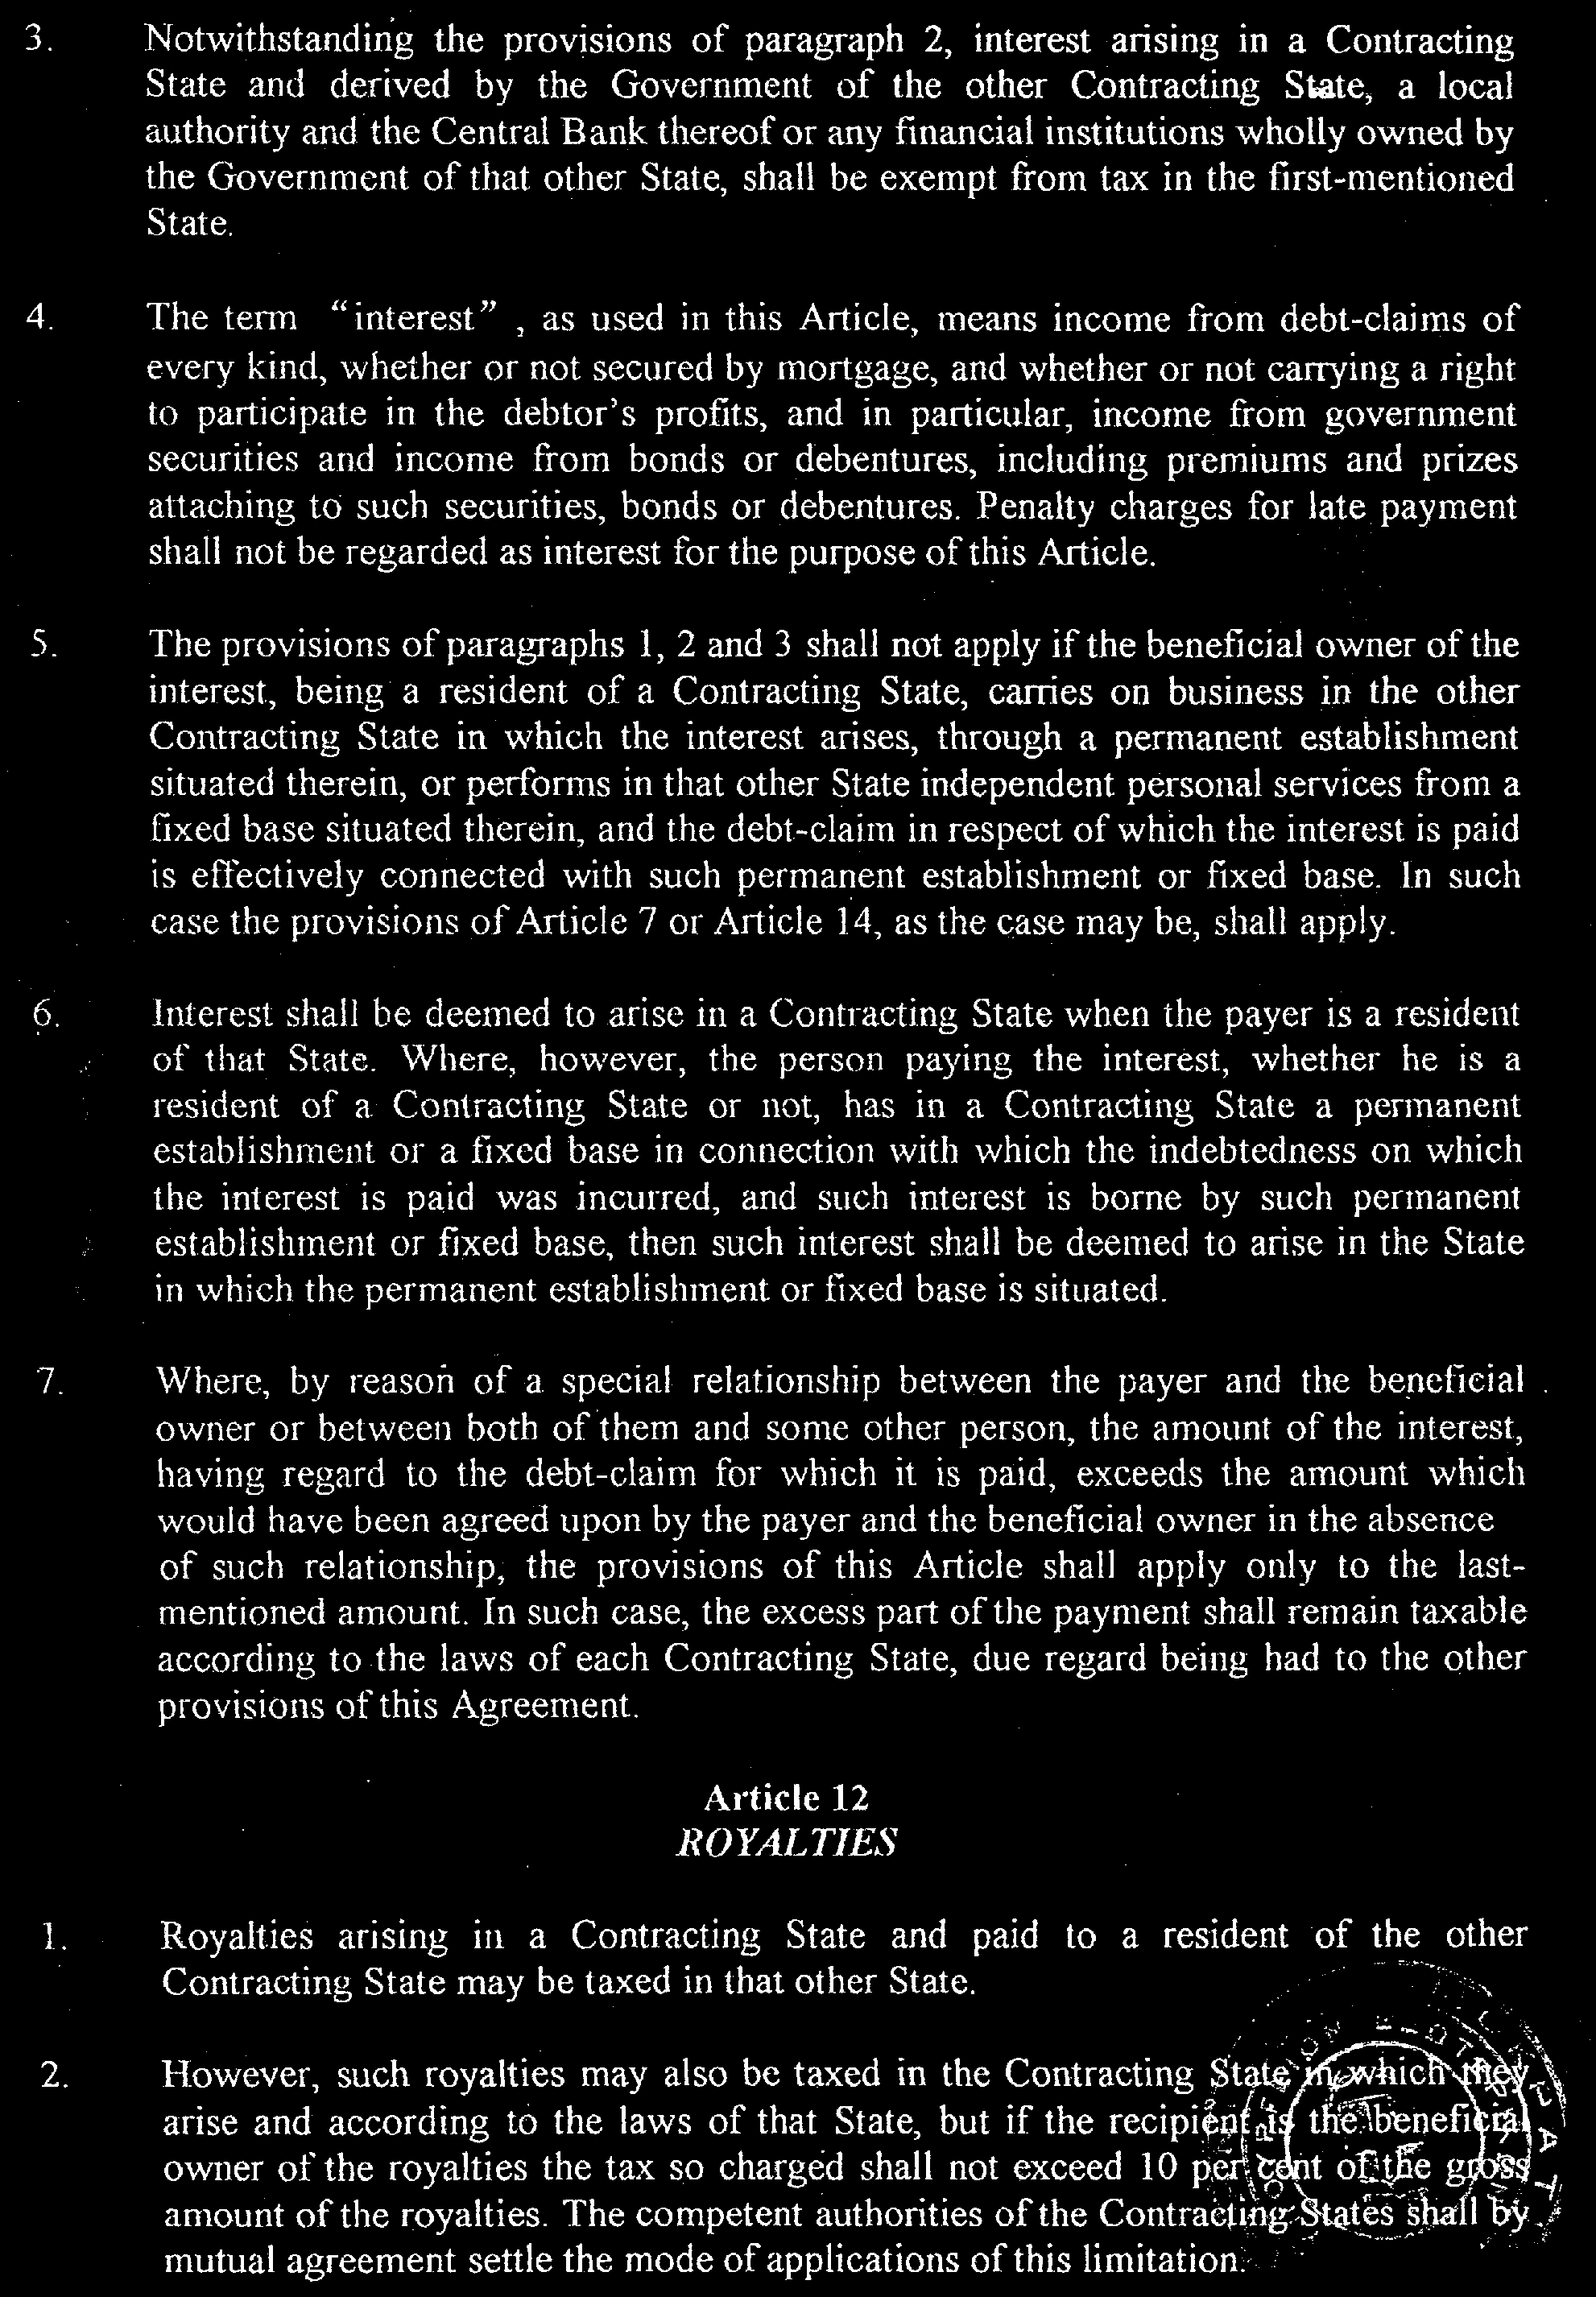 3. Notwithstanding the provisions of paragraph 2, interest arising in a Contracting
State and derived by the Government of the other Contracting State, a local
authority and the Central Bank thereof or any financial institutions wholly owned by
the Government of that other State, shall be exempt from tax in the first-mentioned
State.
4. The term “interest” , as used in this Article, means income from debt-claims of
every kind, whether or not secured by mortgage, and whether or not carrying a right
to participate in the debtor’s profits, and in particular, income from government
securities and income from bonds or debentures, including premiums and prizes
attaching to such securities, bonds or debentures. Penalty charges for late payment
shall not be regarded as interest for the purpose of this Article.
5. The provisions of paragraphs 1, 2 and 3 shall not apply if the beneficial owner of the
interest, being a resident of a Contracting State, carries on business in the other
Contracting State in which the interest arises, through a permanent establishment
situated therein, or performs in that other State independent personal services from a
fixed base situated therein, and the debt-claim in respect of which the interest is paid
is effectively connected with such permanent establishment or fixed base. In such
case the provisions of Article 7 or Article 14, as the case may be, shall apply.
6. Interest shall be deemed to arise in a Contracting State when the payer is a resident
of that State. Where, however, the person paying the interest, whether he is a
resident of a Contracting State or not, has in a Contracting State a permanent
establishment or a fixed base in connection with which the indebtedness on which
the interest is paid was incurred, and such interest is borne by such permanent
establishment or fixed base, then such interest shall be deemed to arise in the State
in which the permanent establishment or fixed base is situated.
7. Where, by reason of a special relationship between the payer and the beneficial
owner or between both of them and some other person, the amount of the interest,
having regard to the debt-claim for which it is paid, exceeds the amount which
would have been agreed upon by the payer and the beneficial owner in the absence
of such relationship, the provisions of this Article shall apply only to the last-
mentioned amount. In such case, the excess part of the payment shall remain taxable
according to the laws of each Contracting State, due regard being had to the other
provisions of this Agreement.
Article 12
ROYALTIES
1. Royalties arising in a Contracting State and paid to a resident of the other
Contracting State may be taxed in that other State.
2. However, such royalties may also be taxed in the Contracting State in which they
arise and according to the laws of that State, but if the recipient is the beneficial
owner of the royalties the tax so charged shall not exceed 10 per cent of the gross
amount of the royalties. The competent authorities of the Contracting States shall by
mutual agreement settle the mode of applications of this limitation.